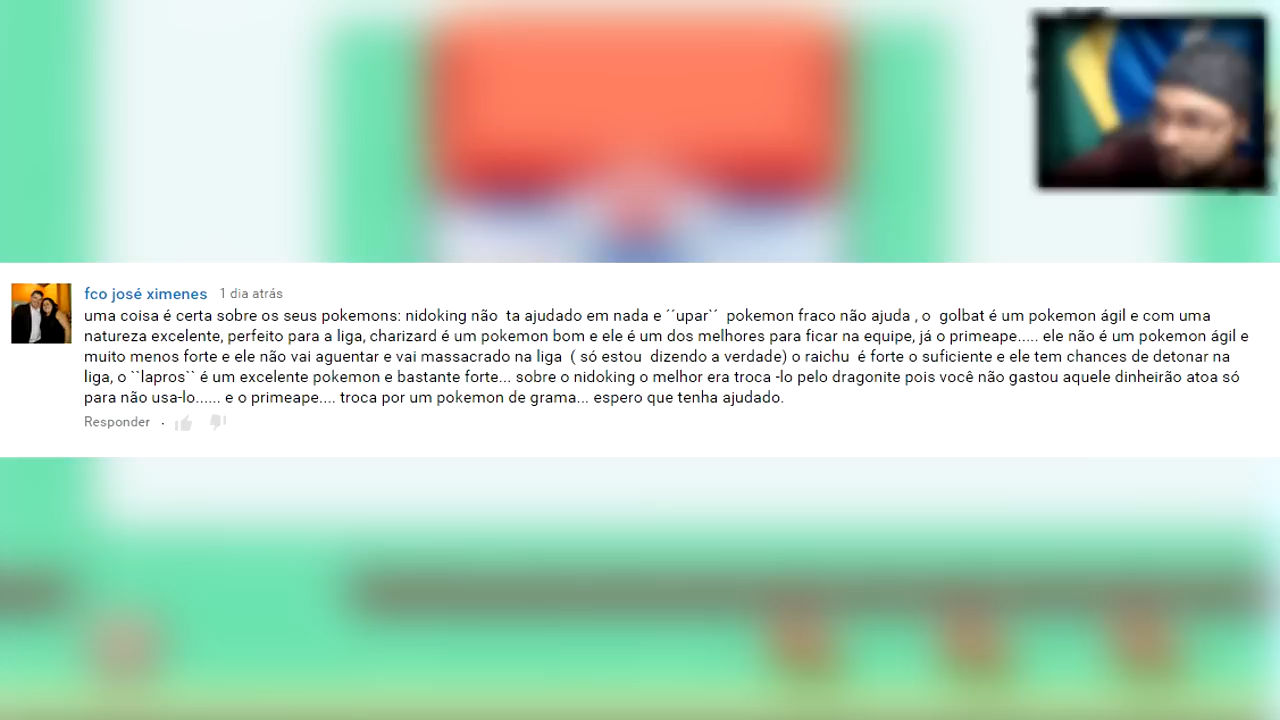 fco josé ximenes 1 dia atrás
uma coisa é certa sobre os seus pokemons: nidoking não ta ajudado em nada e ´´upar`` pokemon fraco não ajuda , o golbat é um pokemon ágil e com uma
natureza excelente, perfeito para a liga, charizard é um pokemon bom e ele é um dos melhores para ficar na equipe, já o primeape..... ele não é um pokemon ágil e
muito menos forte e ele não vai aguentar e vai massacrado na liga ( só estou dizendo a verdade) o raichu é forte o suficiente e ele tem chances de detonar na
liga, o ``lapros`` é um excelente pokemon e bastante forte... sobre o nidoking o melhor era troca -lo pelo dragonite pois você não gastou aquele dinheirão atoa só
para não usa-lo...... e o primeape.... troca por um pokemon de grama... espero que tenha ajudado.
Responder ·